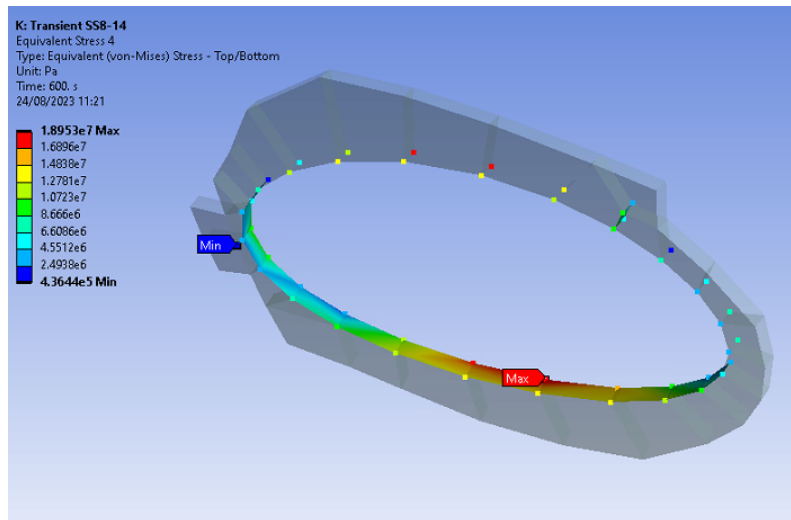 K: Transient SS8-14
Equivalent Stress 4
Type: Equivalent (von-Mises) Stress - Top/Bottom
Unit: Pa
Time: 600. s
24/08/2023 11:21
1.8953e7 Max
1.6896e7
1.4838e7
1.2781e7
1.0723e7
8.666e6
6.6086e6
4.5512e6
2.4938e6
4.3644e5 Min
Min
Max